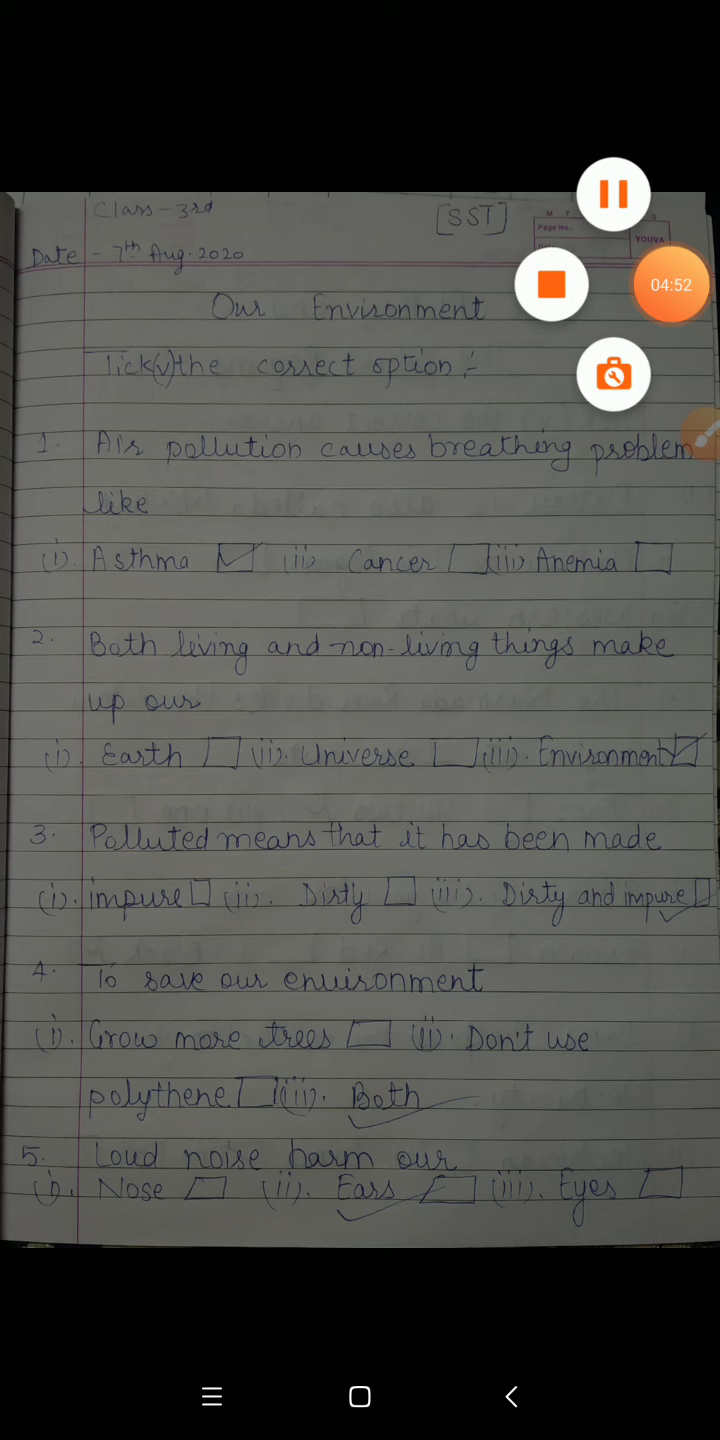 Class - 3rd
[SST]
M T
Page No.:
YOUVA
Date - 7th Aug. 2020
04:52
Our Environment
Tick(v) the correct option :-
1. Air pollution causes breathing problem
like
(i). Asthma (ii) Cancer (iii) Anemia
2. Both living and non-living things make
up our
(i). Earth (ii). Universe (iii). Environment
3. Polluted means that it has been made
(i). impure (ii). Dirty (iii). Dirty and impure
4. To save our environment
(i). Grow more trees (ii). Don't use
polythene (iii). Both
5. Loud noise harm our
(i). Nose (ii). Ears (iii). Eyes